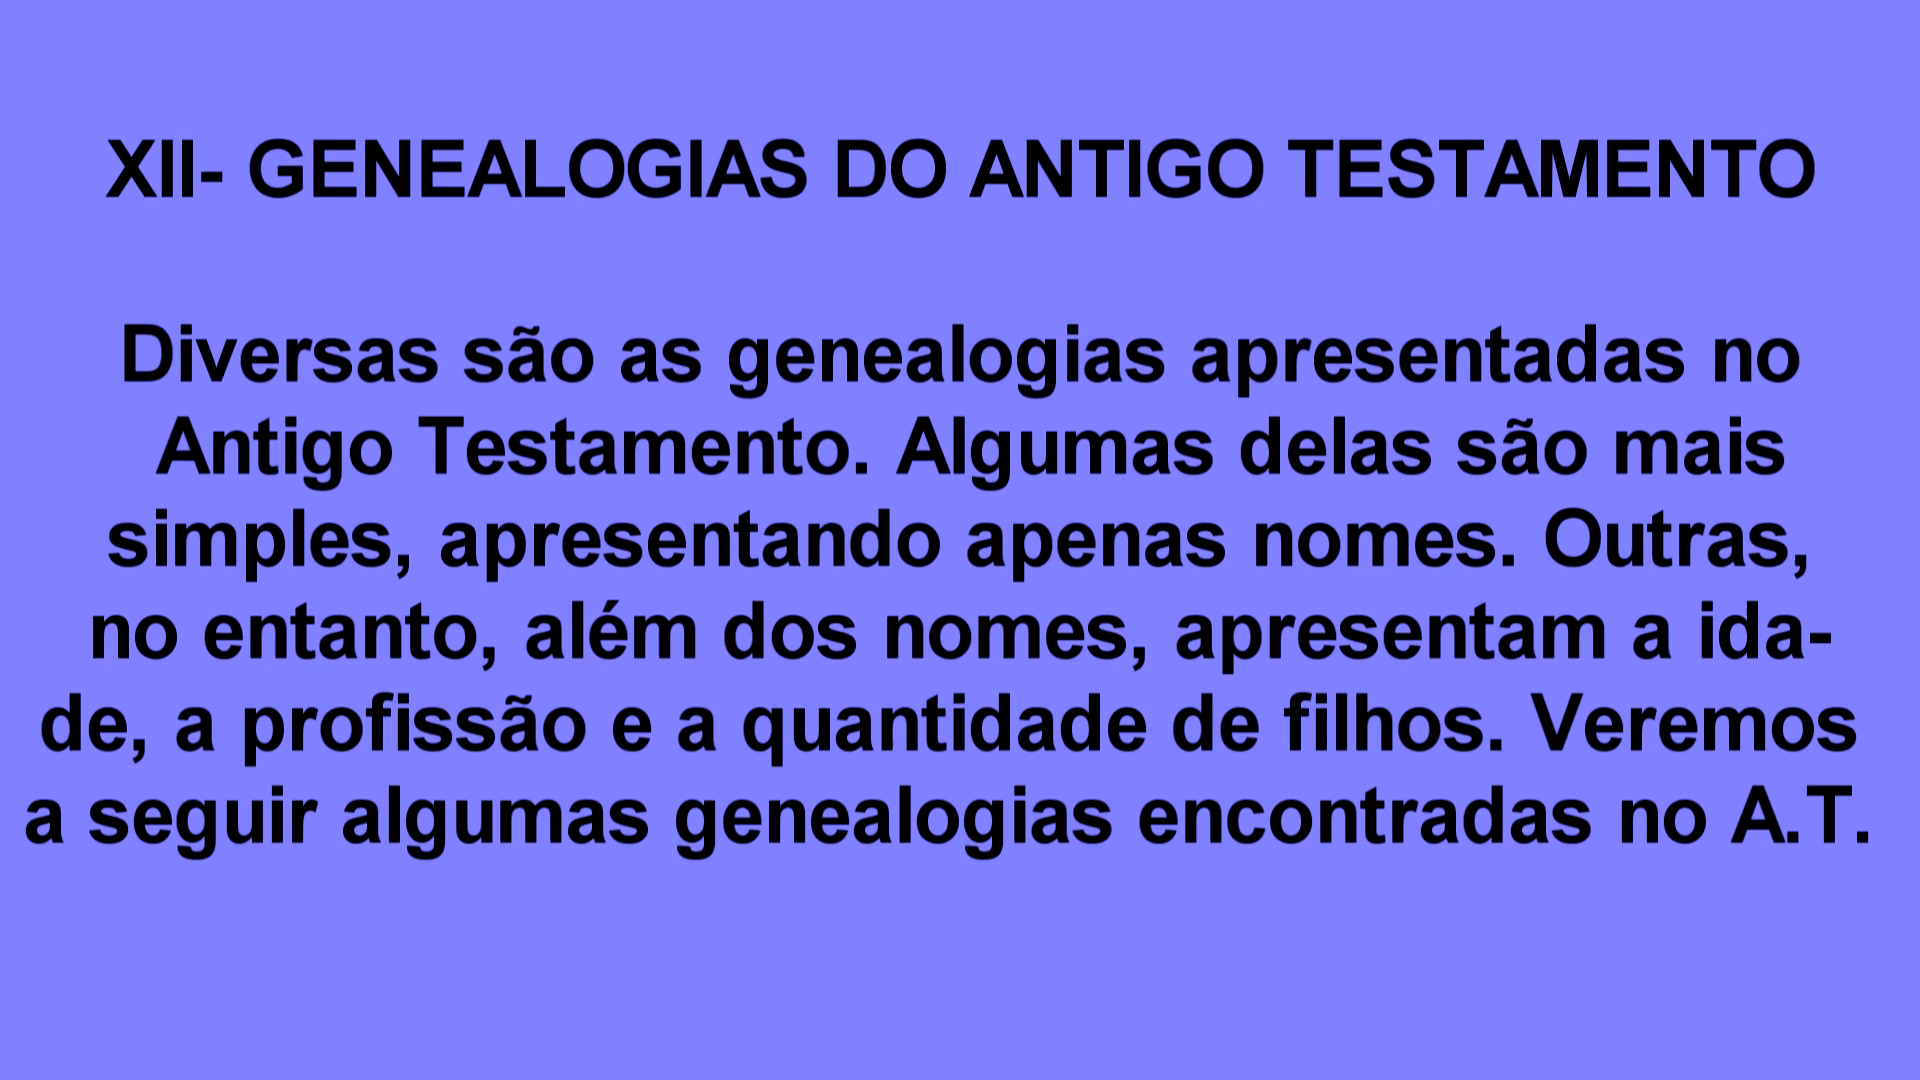 XII- GENEALOGIAS DO ANTIGO TESTAMENTO
Diversas são as genealogias apresentadas no
Antigo Testamento. Algumas delas são mais
simples, apresentando apenas nomes. Outras,
no entanto, além dos nomes, apresentam a ida-
de, a profissão e a quantidade de filhos. Veremos
a seguir algumas genealogias encontradas no A.T.